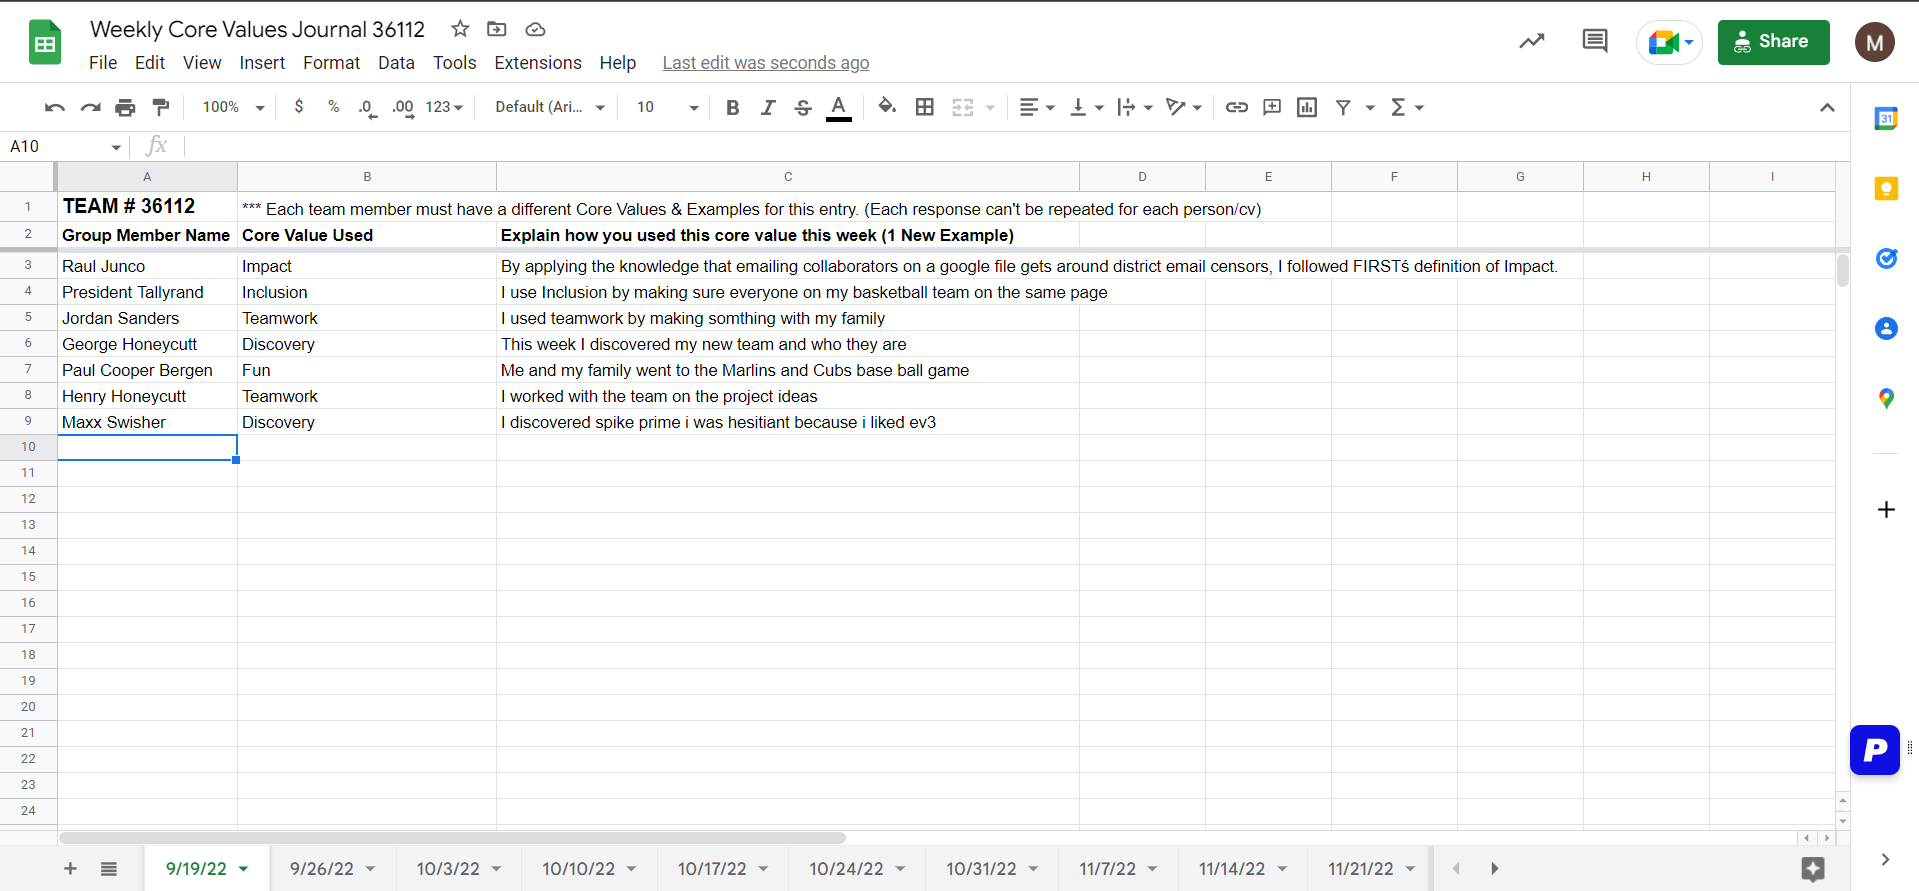 Weekly Core Values Journal 36112
File Edit View Insert Format Data Tools Extensions Help Last edit was seconds ago
Share
M
100% $ % .0 .00 123 Default (Ari... 10 B I S A
31
A10 fx
A B C D E F G H I
1 TEAM # 36112 *** Each team member must have a different Core Values & Examples for this entry. (Each response can't be repeated for each person/cv)
2 Group Member Name Core Value Used Explain how you used this core value this week (1 New Example)
3 Raul Junco Impact By applying the knowledge that emailing collaborators on a google file gets around district email censors, I followed FIRSTś definition of Impact.
4 President Tallyrand Inclusion I use Inclusion by making sure everyone on my basketball team on the same page
5 Jordan Sanders Teamwork I used teamwork by making somthing with my family
6 George Honeycutt Discovery This week I discovered my new team and who they are
7 Paul Cooper Bergen Fun Me and my family went to the Marlins and Cubs base ball game
8 Henry Honeycutt Teamwork I worked with the team on the project ideas
9 Maxx Swisher Discovery I discovered spike prime i was hesitiant because i liked ev3
10
11
12
13
14
15
16
17
18
19
20
21
22
23
24
P
9/19/22 9/26/22 10/3/22 10/10/22 10/17/22 10/24/22 10/31/22 11/7/22 11/14/22 11/21/22